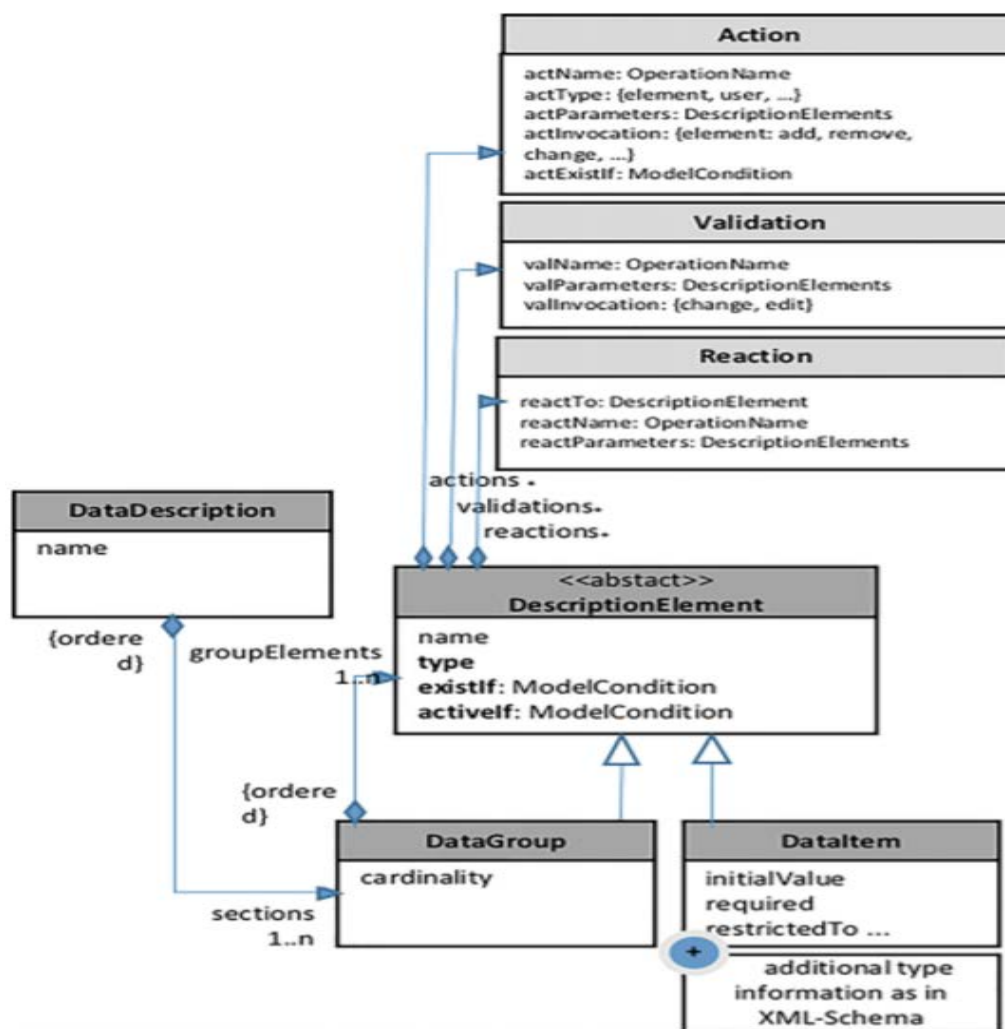 Action
actName: OperationName
actType: {element, user, ...}
actParameters: DescriptionElements
actInvocation: {element: add, remove,
change, ...}
actExistIf: ModelCondition
Validation
valName: OperationName
valParameters: DescriptionElements
valInvocation: {change, edit}
Reaction
reactTo: DescriptionElement
reactName: OperationName
reactParameters: DescriptionElements
actions *
validations*
reactions*
DataDescription
name
<<abstact>>
DescriptionElement
name
type
existIf: ModelCondition
activeIf: ModelCondition
{ordere
d}
groupElements
1..n
{ordere
d}
DataGroup
cardinality
sections
1..n
DataItem
initialValue
required
restrictedTo ...
+
additional type
information as in
XML-Schema